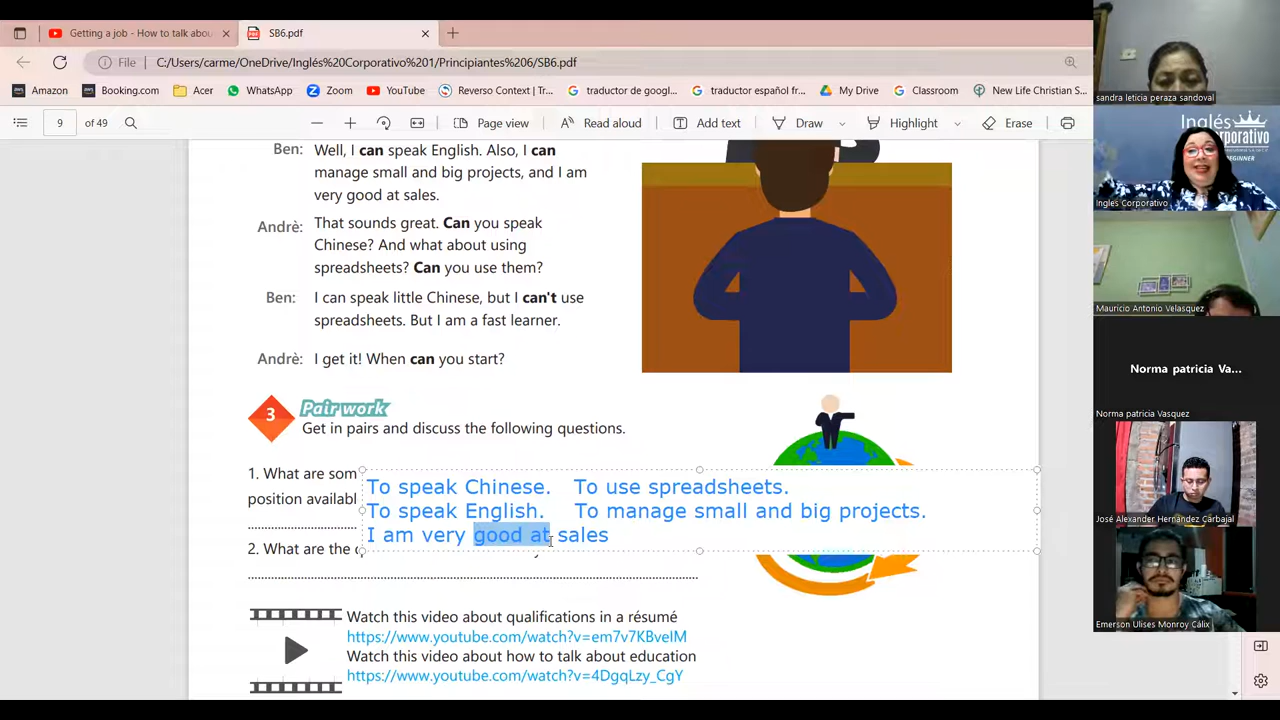 Getting a job - How to talk abou
SB6.pdf
File
C:/Users/carme/OneDrive/Inglés%20Corporativo%201/Principiantes%206/SB6.pdf
Amazon
Booking.com
Acer
WhatsApp
Zoom
YouTube
Reverso Context | Tr...
traductor de googl...
traductor español fr...
My Drive
Classroom
New Life Christian S...
9 of 49
Page view
Read aloud
Add text
Draw
Highlight
Erase
Ben: Well, I can speak English. Also, I can
manage small and big projects, and I am
very good at sales.
Andrè: That sounds great. Can you speak
Chinese? And what about using
spreadsheets? Can you use them?
Ben: I can speak little Chinese, but I can't use
spreadsheets. But I am a fast learner.
Andrè: I get it! When can you start?
3 Pair work
Get in pairs and discuss the following questions.
1. What are som
position availabl
To speak Chinese. To use spreadsheets.
To speak English. To manage small and big projects.
I am very good at sales
2. What are the
Watch this video about qualifications in a résumé
https://www.youtube.com/watch?v=em7v7KBveIM
Watch this video about how to talk about education
https://www.youtube.com/watch?v=4DgqLzy_CgY
sandra leticia peraza sandoval
Inglés
Corporativo
BEGINNER
Ingles Corporativo
Mauricio Antonio Velasquez
Norma patricia Va...
Norma patricia Vasquez
José Alexander Hernández Carbajal
Emerson Ulises Monroy Cálix